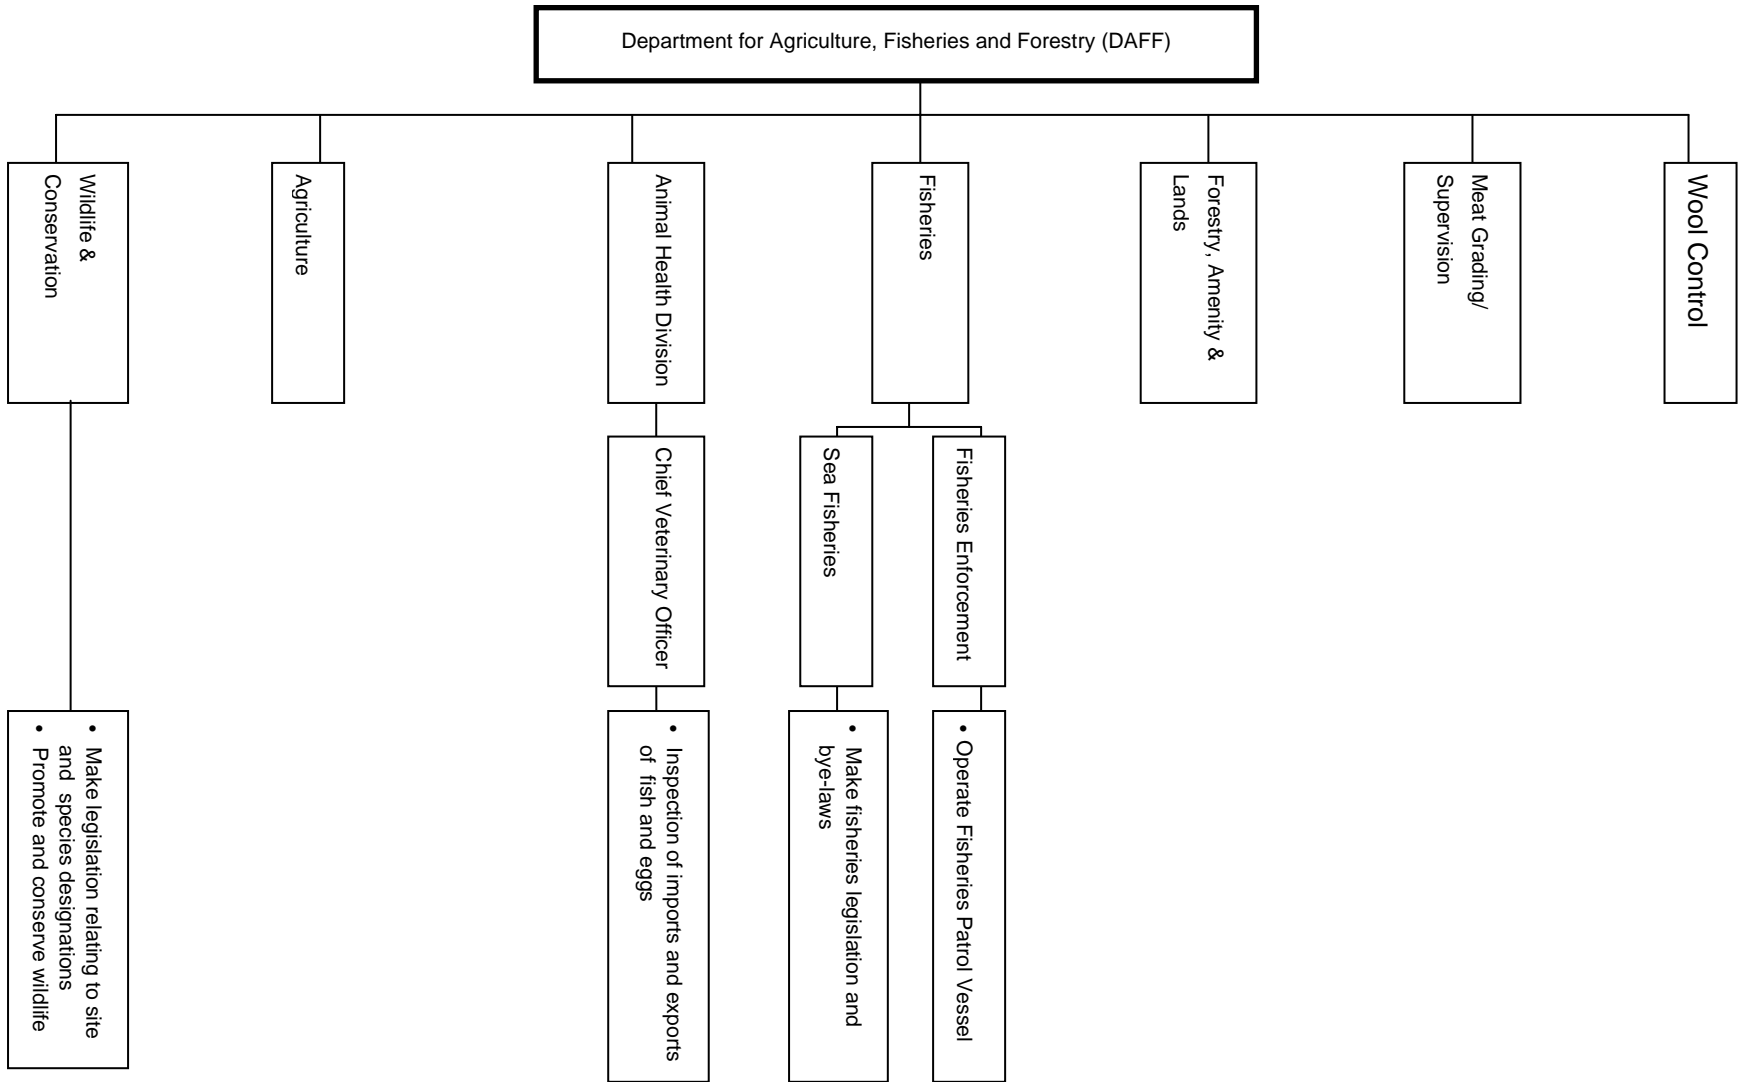 Department for Agriculture, Fisheries and Forestry (DAFF)
Wildlife &
Conservation
Agriculture
Animal Health Division
Fisheries
Forestry, Amenity &
Lands
Meat Grading/
Supervision
Wool Control
Chief Veterinary Officer
Sea Fisheries
Fisheries Enforcement
• Make legislation relating to site
and species designations
• Promote and conserve wildlife
• Inspection of imports and exports
of fish and eggs
• Make fisheries legislation and
bye-laws
• Operate Fisheries Patrol Vessel